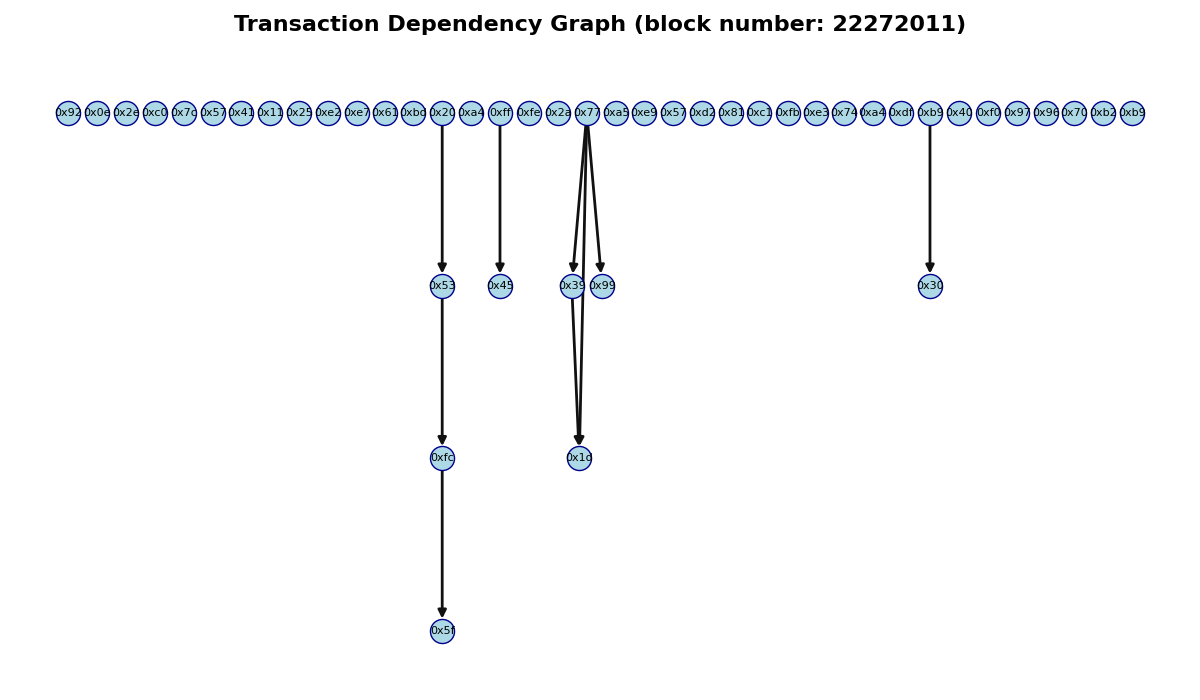 Transaction Dependency Graph (block number: 22272011)
0x92 0x0e 0x2e 0xc0 0x7c 0x57 0x41 0x11 0x25 0xe2 0xe7 0x61 0xbc 0x20 0xa4 0xff 0xfe 0x2a 0x77 0xa5 0xe9 0x57 0xd2 0x81 0xc1 0xfb 0xe3 0x74 0xa4 0xdf 0xb9 0x40 0xf0 0x97 0x96 0x70 0xb2 0xb9
0x53 0x45 0x39 0x99 0x30
0xfc 0x1d
0x5f